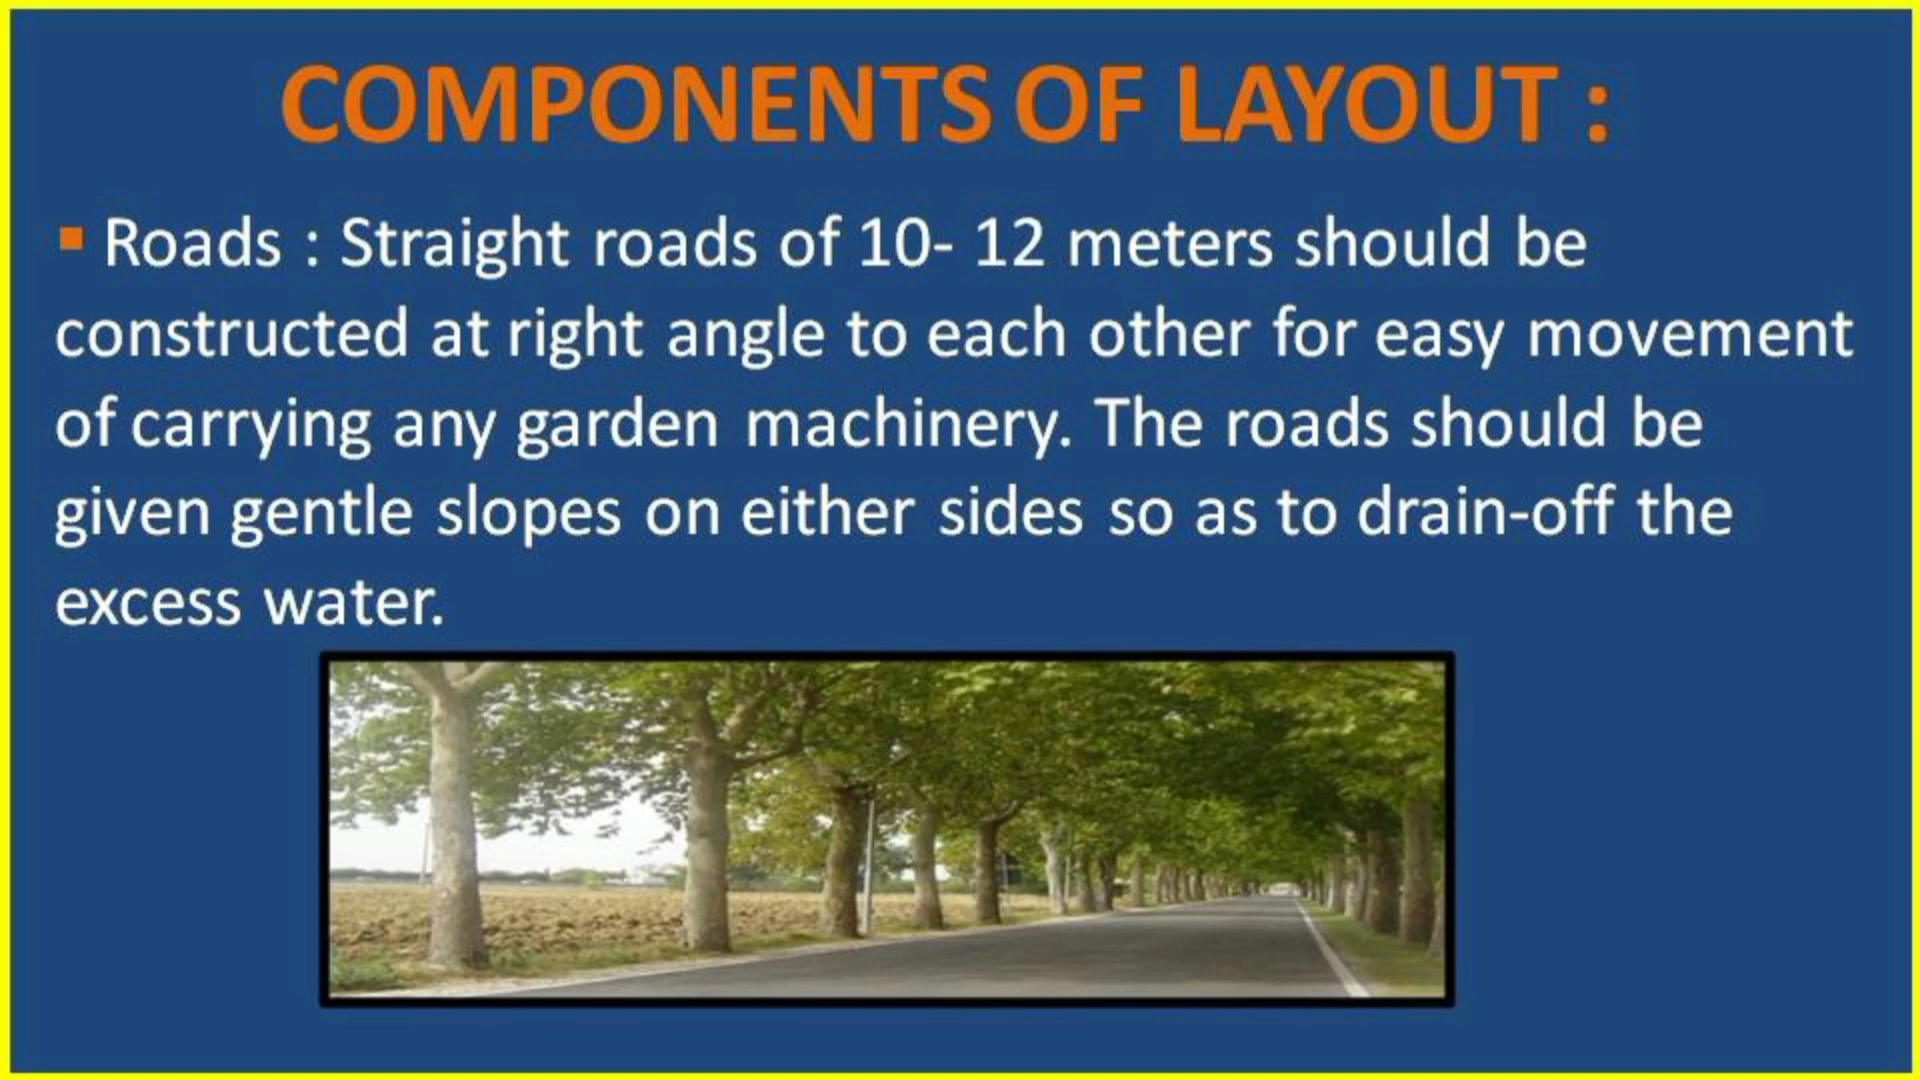 COMPONENTS OF LAYOUT :
▪ Roads : Straight roads of 10- 12 meters should be
constructed at right angle to each other for easy movement
of carrying any garden machinery. The roads should be
given gentle slopes on either sides so as to drain-off the
excess water.